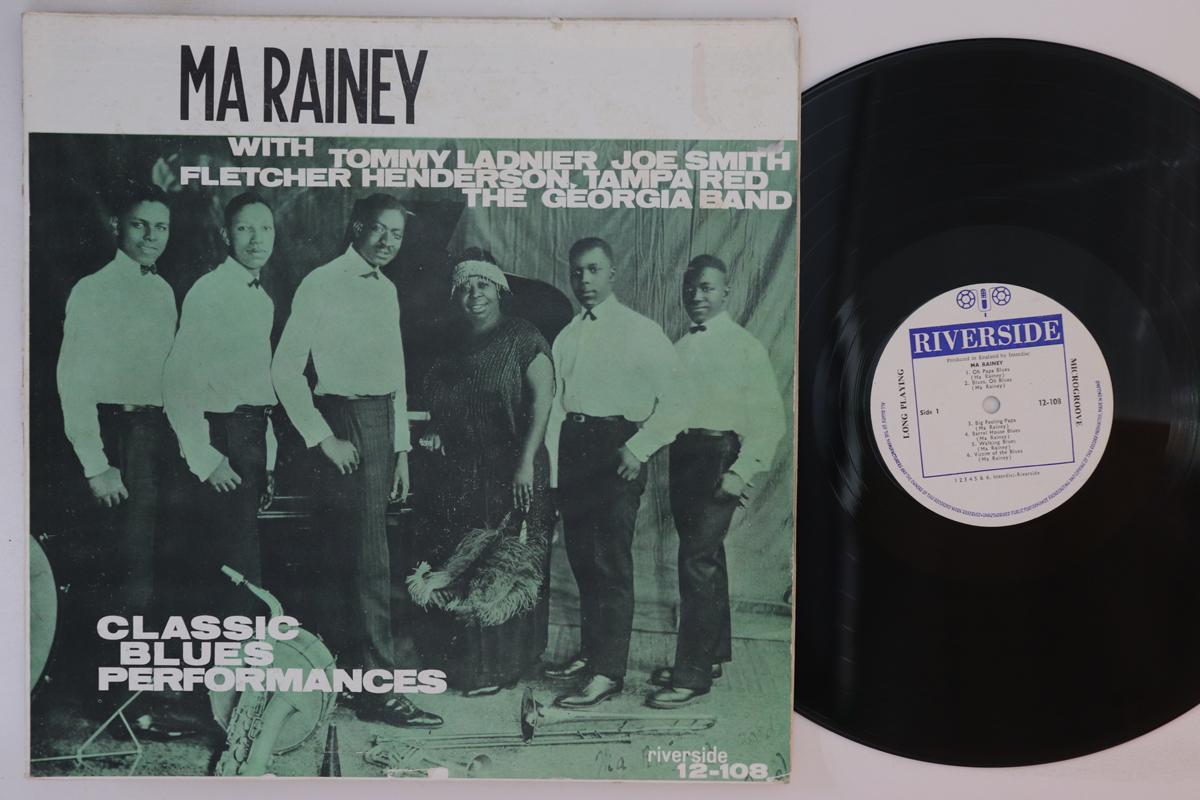 MA RAINEY
WITH TOMMY LADNIER JOE SMITH
FLETCHER HENDERSON, TAMPA RED
THE GEORGIA BAND
CLASSIC
BLUES
PERFORMANCES
riverside
12-108
RIVERSIDE
Produced in England by Interdisc
MA RAINEY
1. Oh Papa Blues
(Ma Rainey)
2. Blues, Oh Blues
(Ma Rainey)
Side 1
12-108
LONG PLAYING
MICROGROOVE
3. Big Feeling Papa
(Ma Rainey)
4. Barrel House Blues
(Ma Rainey)
5. Walking Blues
(Ma Rainey)
6. Victim of the Blues
(Ma Rainey)
1 2 3 4 5 6. Interdisc-Riverside